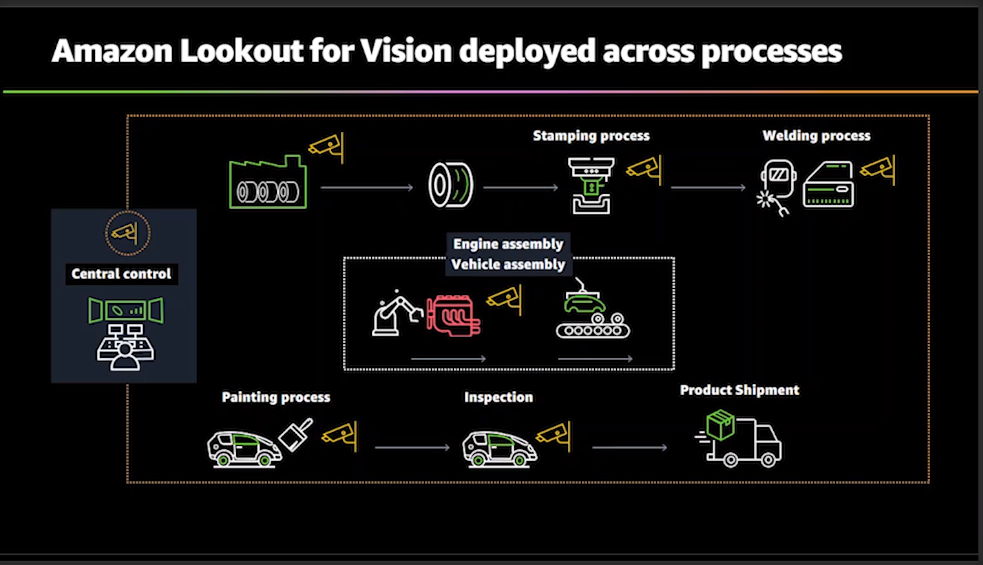 Amazon Lookout for Vision deployed across processes
Stamping process
Welding process
Central control
Engine assembly
Vehicle assembly
Painting process
Inspection
Product Shipment